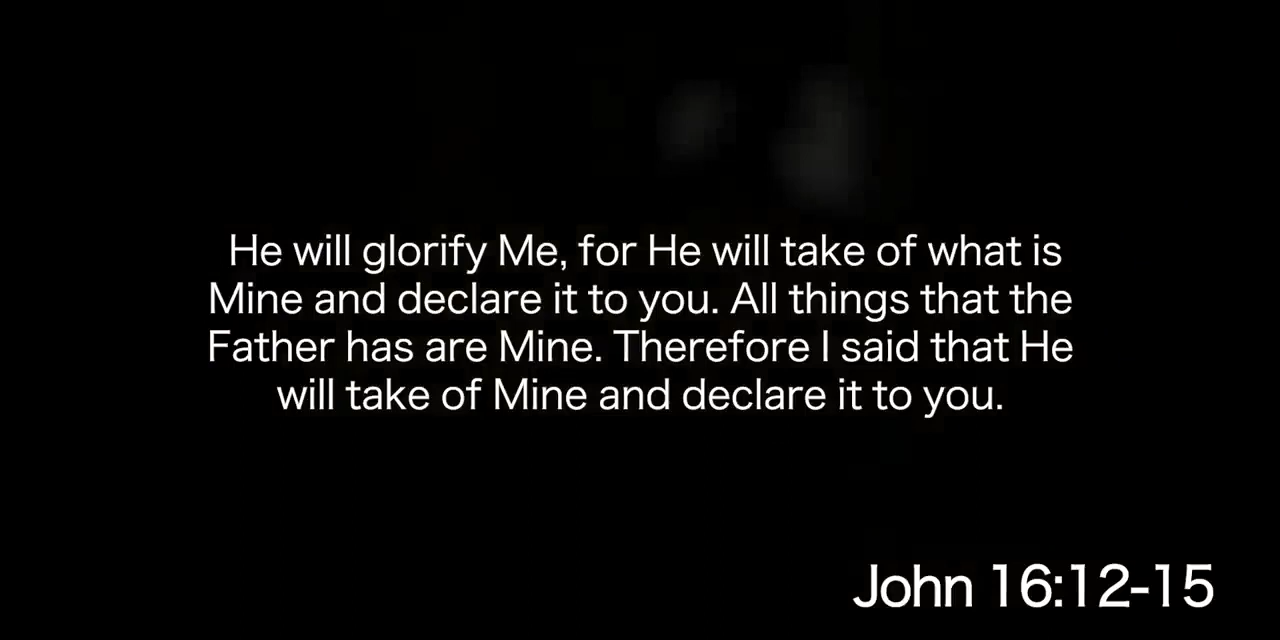 He will glorify Me, for He will take of what is
Mine and declare it to you. All things that the
Father has are Mine. Therefore I said that He
will take of Mine and declare it to you.
John 16:12-15